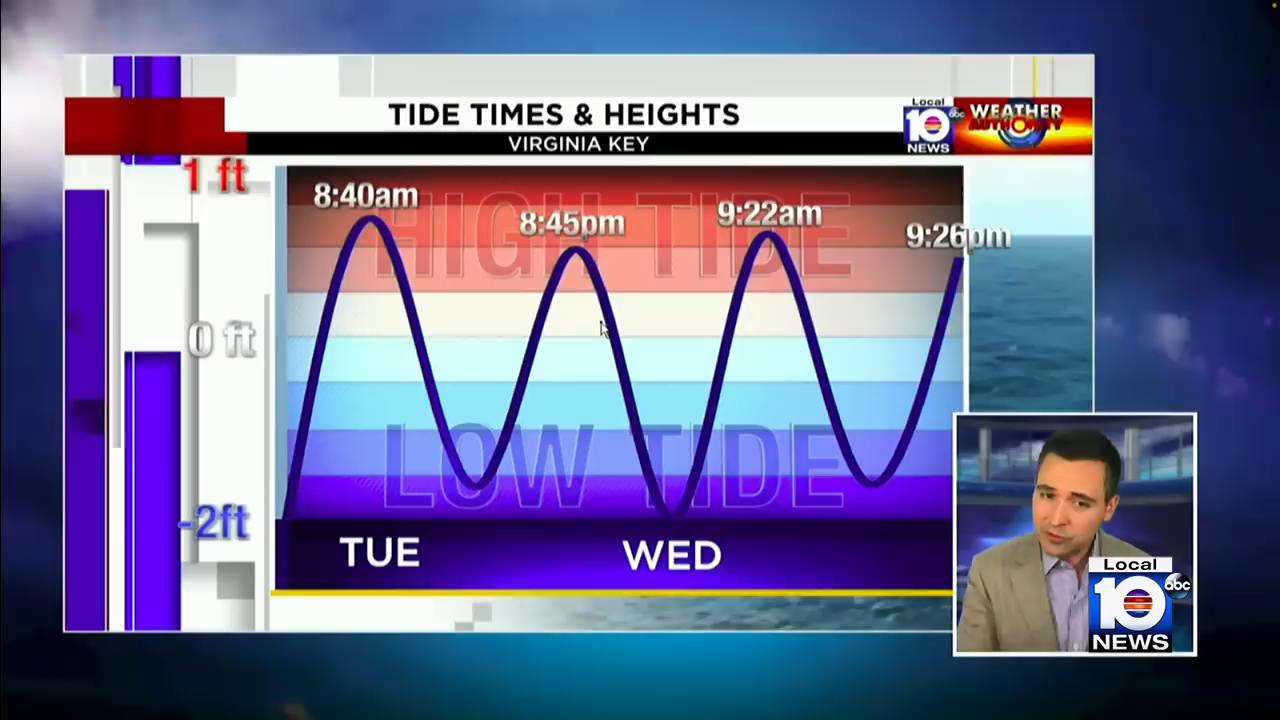 TIDE TIMES & HEIGHTS
VIRGINIA KEY
Local
10 abc
NEWS
WEATHER
AUTHORITY
1 ft
0 ft
-2ft
HIGH TIDE
8:40am
8:45pm
9:22am
9:26pm
LOW TIDE
TUE
WED
Local
10 abc
NEWS